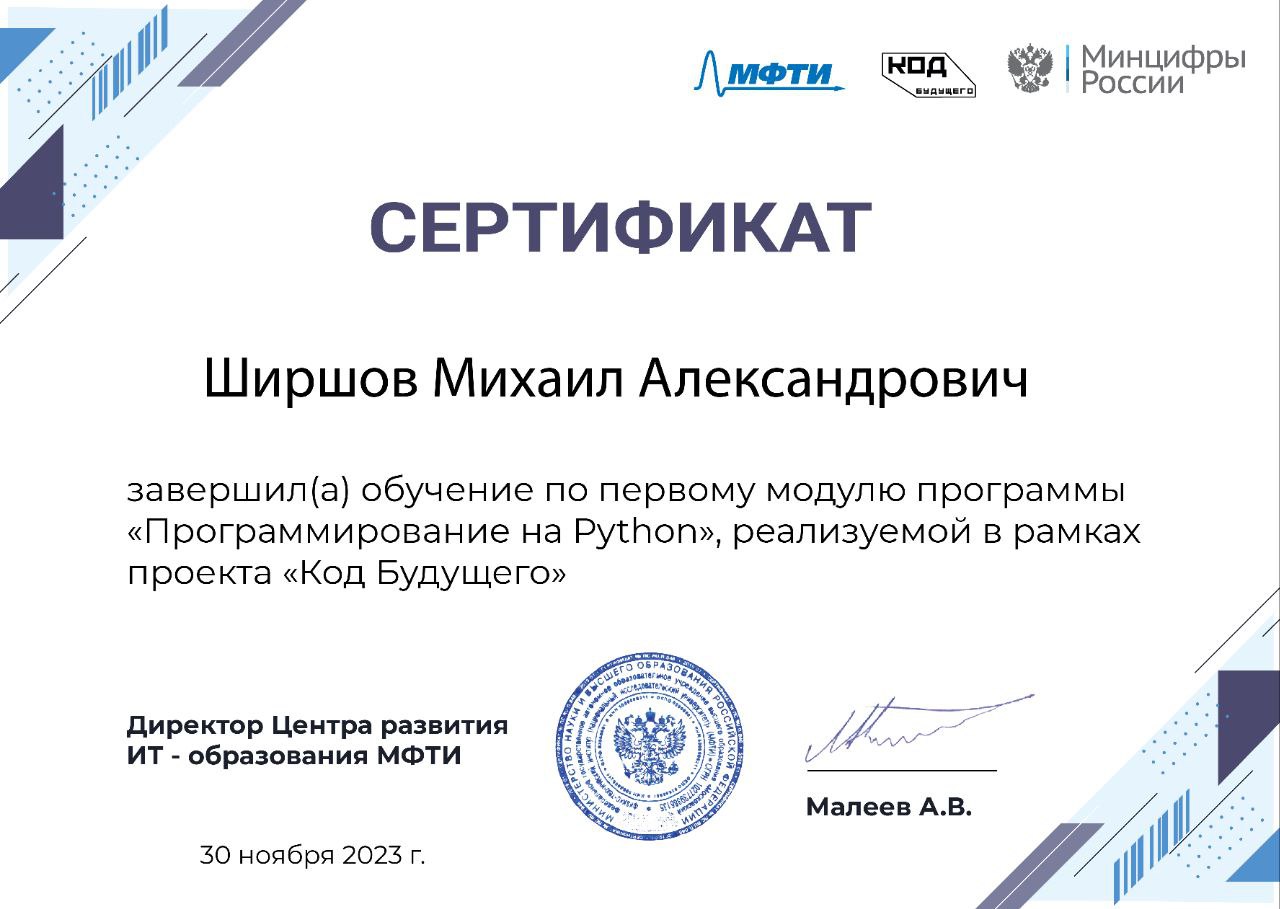 МФТИ
КОД
БУДУЩЕГО
Минцифры
России
СЕРТИФИКАТ
Ширшов Михаил Александрович
завершил(а) обучение по первому модулю программы
«Программирование на Python», реализуемой в рамках
проекта «Код Будущего»
Директор Центра развития
ИТ - образования МФТИ
МИНИСТЕРСТВО НАУКИ И ВЫСШЕГО ОБРАЗОВАНИЯ РОССИЙСКОЙ ФЕДЕРАЦИИ
Малеев А.В.
30 ноября 2023 г.